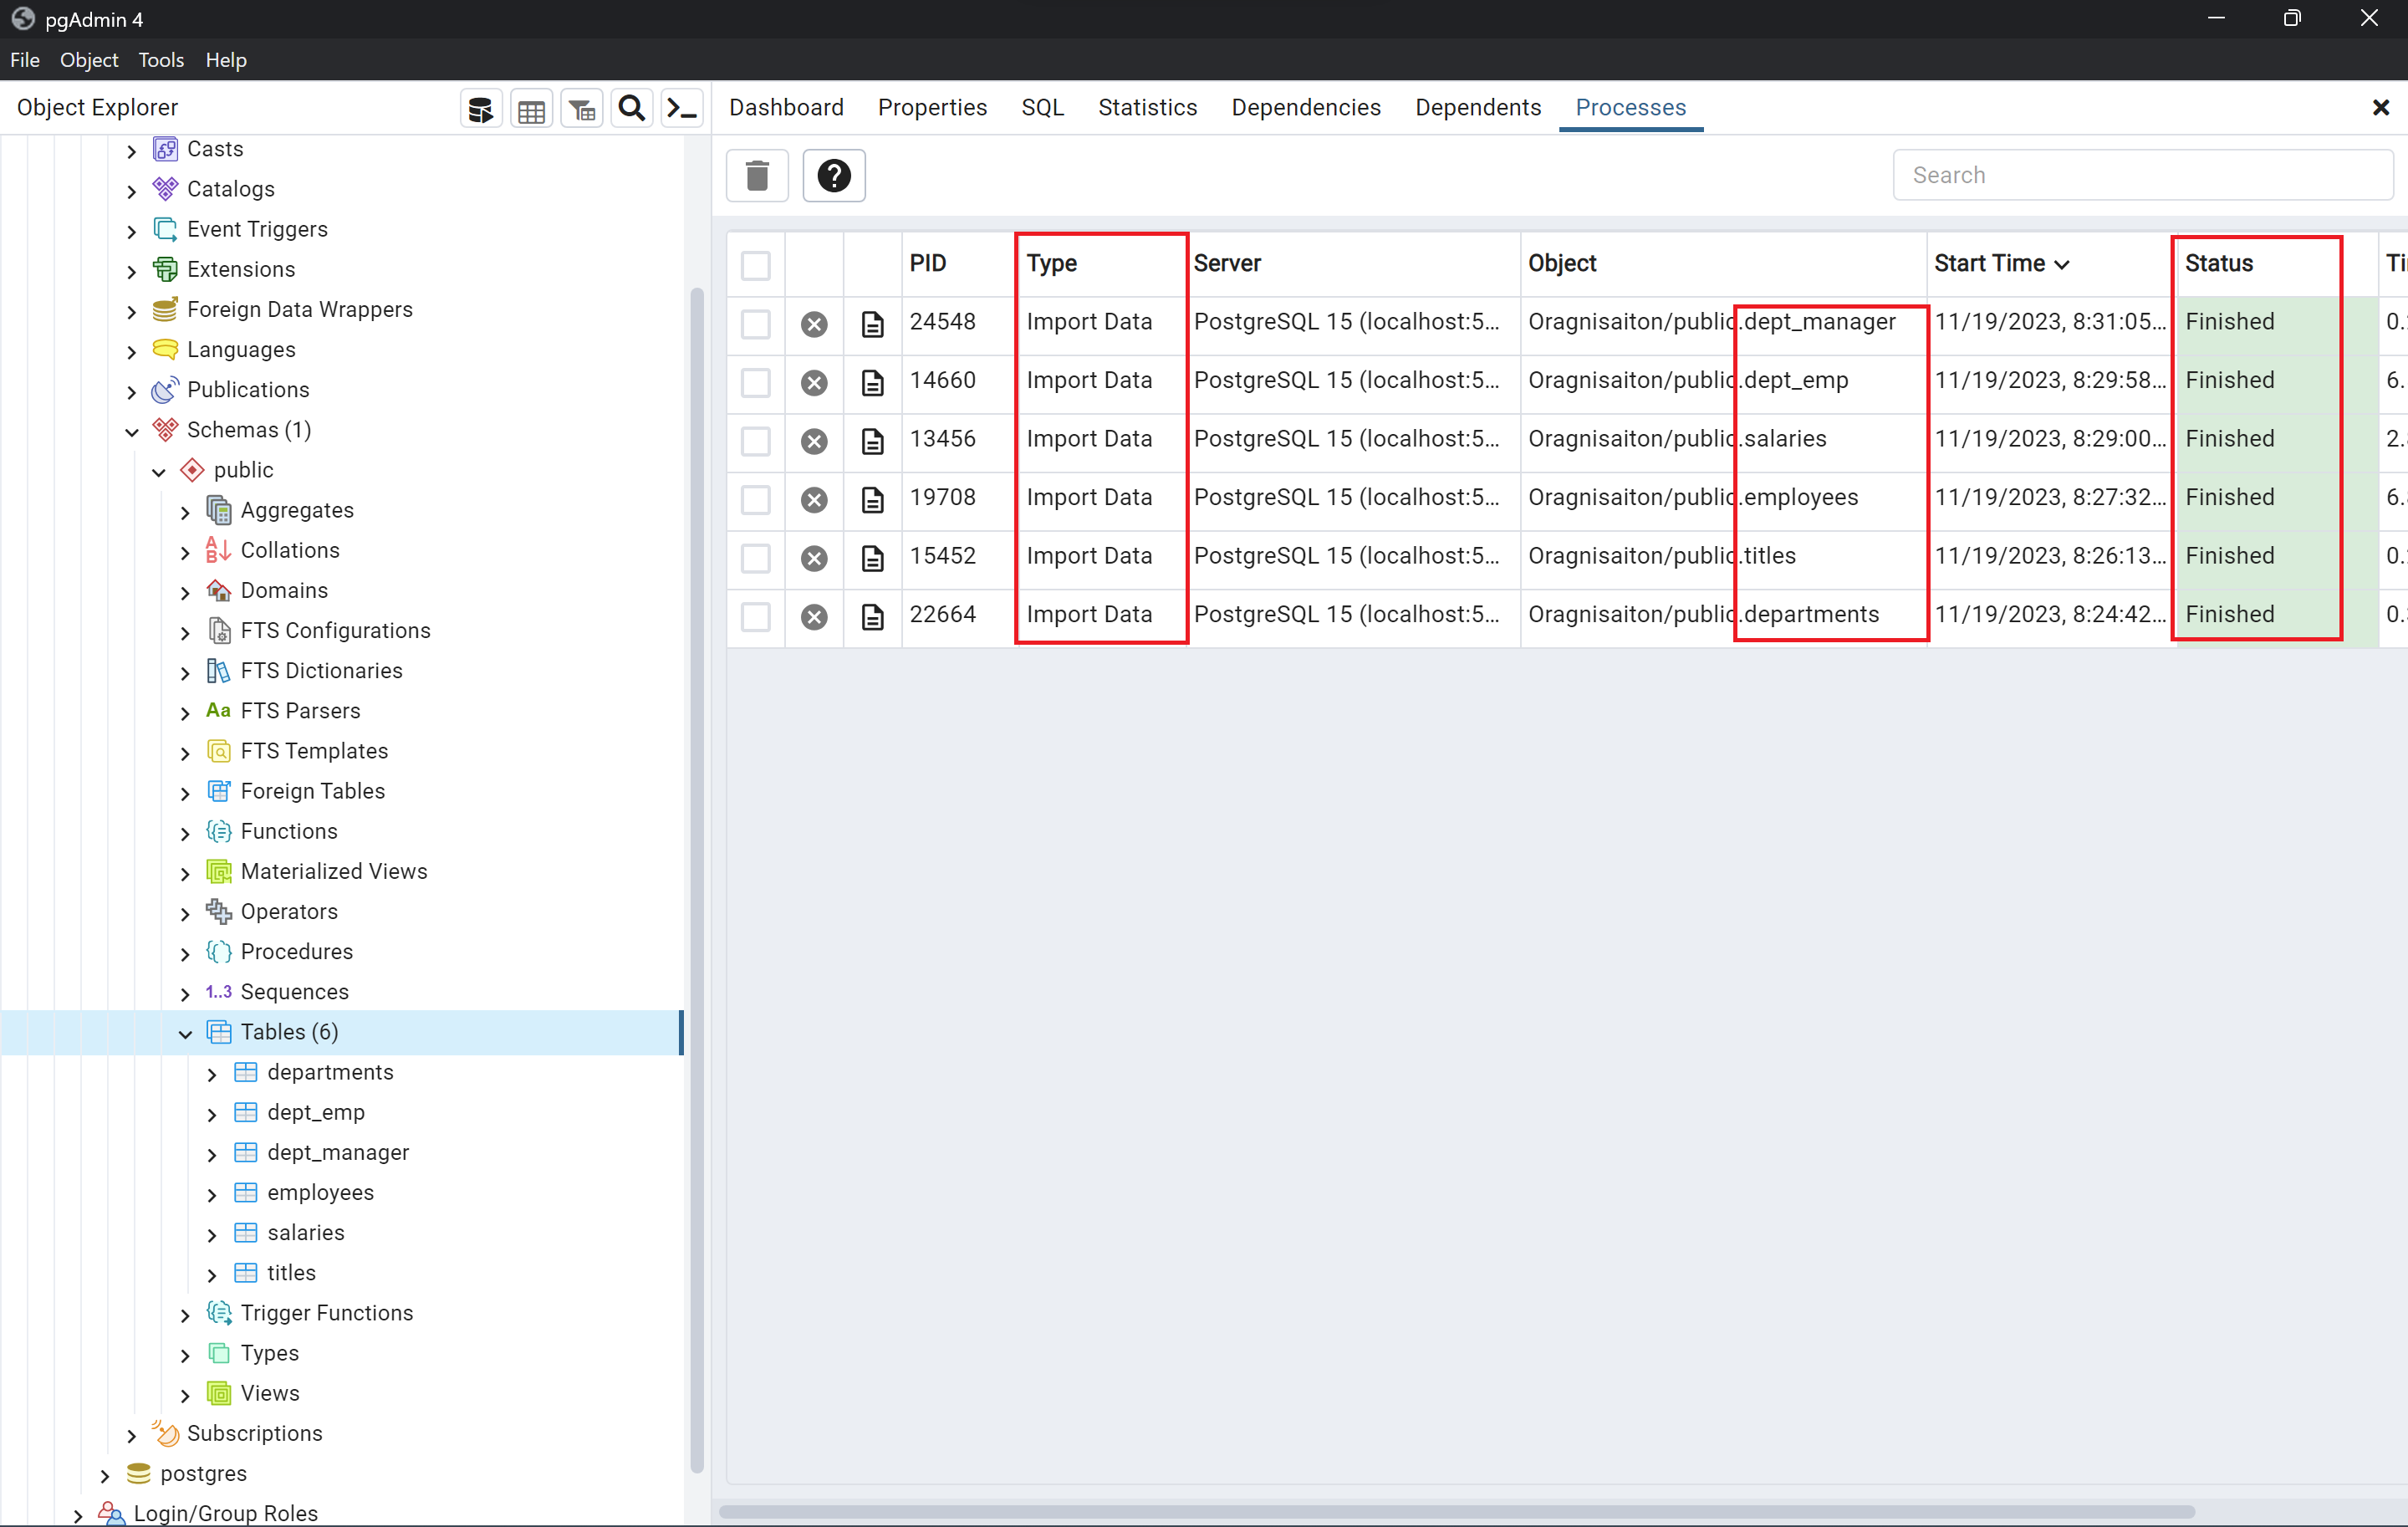 pgAdmin 4
File Object Tools Help
Object Explorer
Dashboard Properties SQL Statistics Dependencies Dependents Processes
Search
Casts
Catalogs
Event Triggers
Extensions
Foreign Data Wrappers
Languages
Publications
Schemas (1)
public
Aggregates
Collations
Domains
FTS Configurations
FTS Dictionaries
Aa FTS Parsers
FTS Templates
Foreign Tables
Functions
Materialized Views
Operators
Procedures
1..3 Sequences
Tables (6)
departments
dept_emp
dept_manager
employees
salaries
titles
Trigger Functions
Types
Views
Subscriptions
postgres
Login/Group Roles
PID Type Server Object Start Time Status
24548 Import Data PostgreSQL 15 (localhost:5... Oragnisaiton/public.dept_manager 11/19/2023, 8:31:05... Finished 0.
14660 Import Data PostgreSQL 15 (localhost:5... Oragnisaiton/public.dept_emp 11/19/2023, 8:29:58... Finished 6.
13456 Import Data PostgreSQL 15 (localhost:5... Oragnisaiton/public.salaries 11/19/2023, 8:29:00... Finished 2.
19708 Import Data PostgreSQL 15 (localhost:5... Oragnisaiton/public.employees 11/19/2023, 8:27:32... Finished 6.
15452 Import Data PostgreSQL 15 (localhost:5... Oragnisaiton/public.titles 11/19/2023, 8:26:13... Finished 0.
22664 Import Data PostgreSQL 15 (localhost:5... Oragnisaiton/public.departments 11/19/2023, 8:24:42... Finished 0.